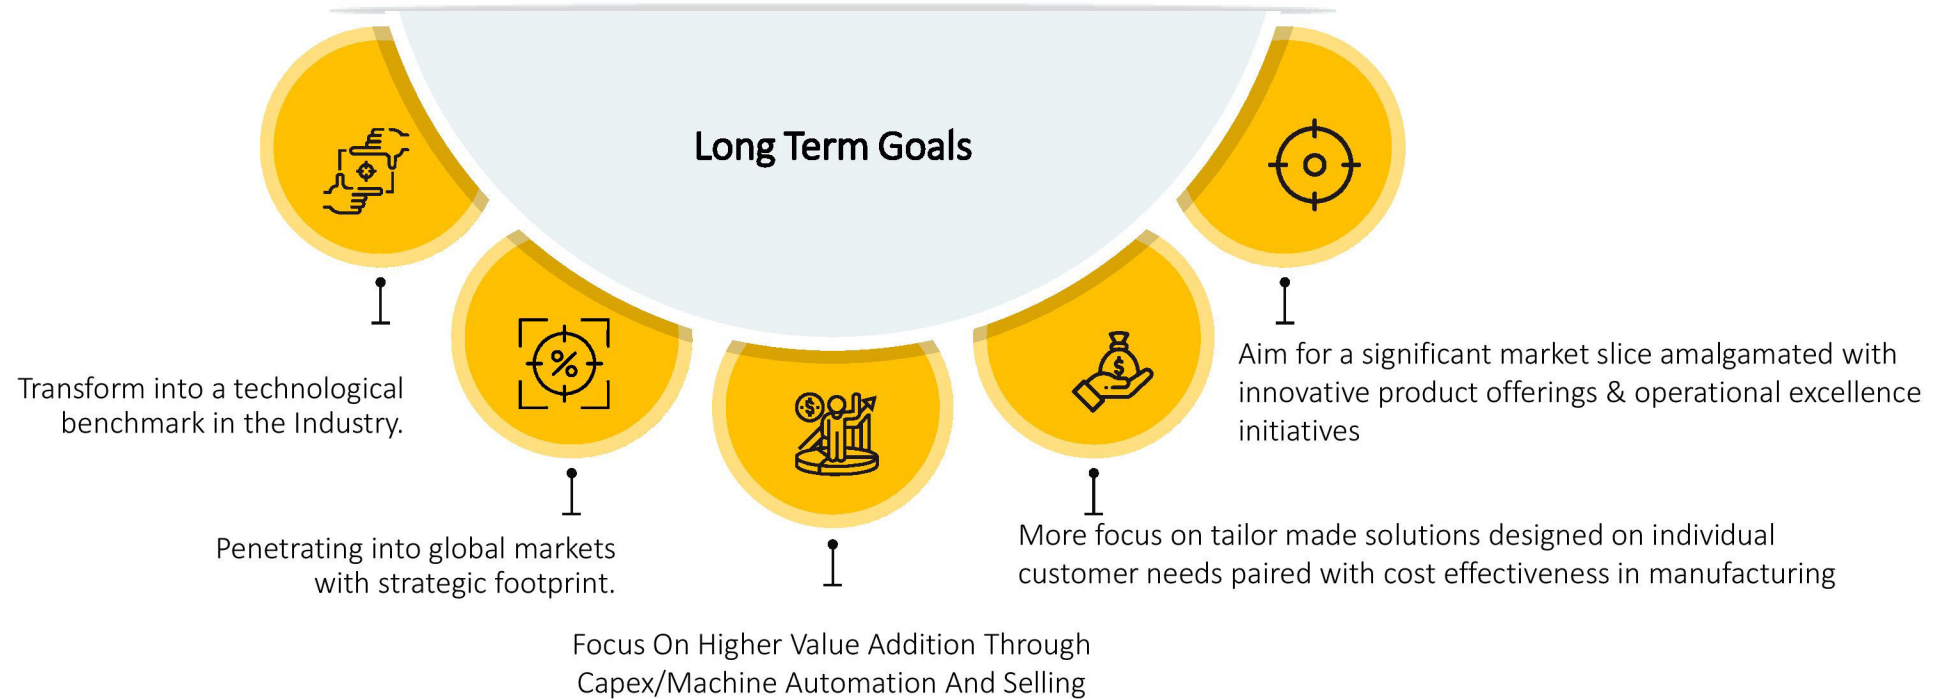 Long Term Goals
Transform into a technological
benchmark in the Industry.
Penetrating into global markets
with strategic footprint.
Focus On Higher Value Addition Through
Capex/Machine Automation And Selling
More focus on tailor made solutions designed on individual
customer needs paired with cost effectiveness in manufacturing
Aim for a significant market slice amalgamated with
innovative product offerings & operational excellence
initiatives
%
$
$